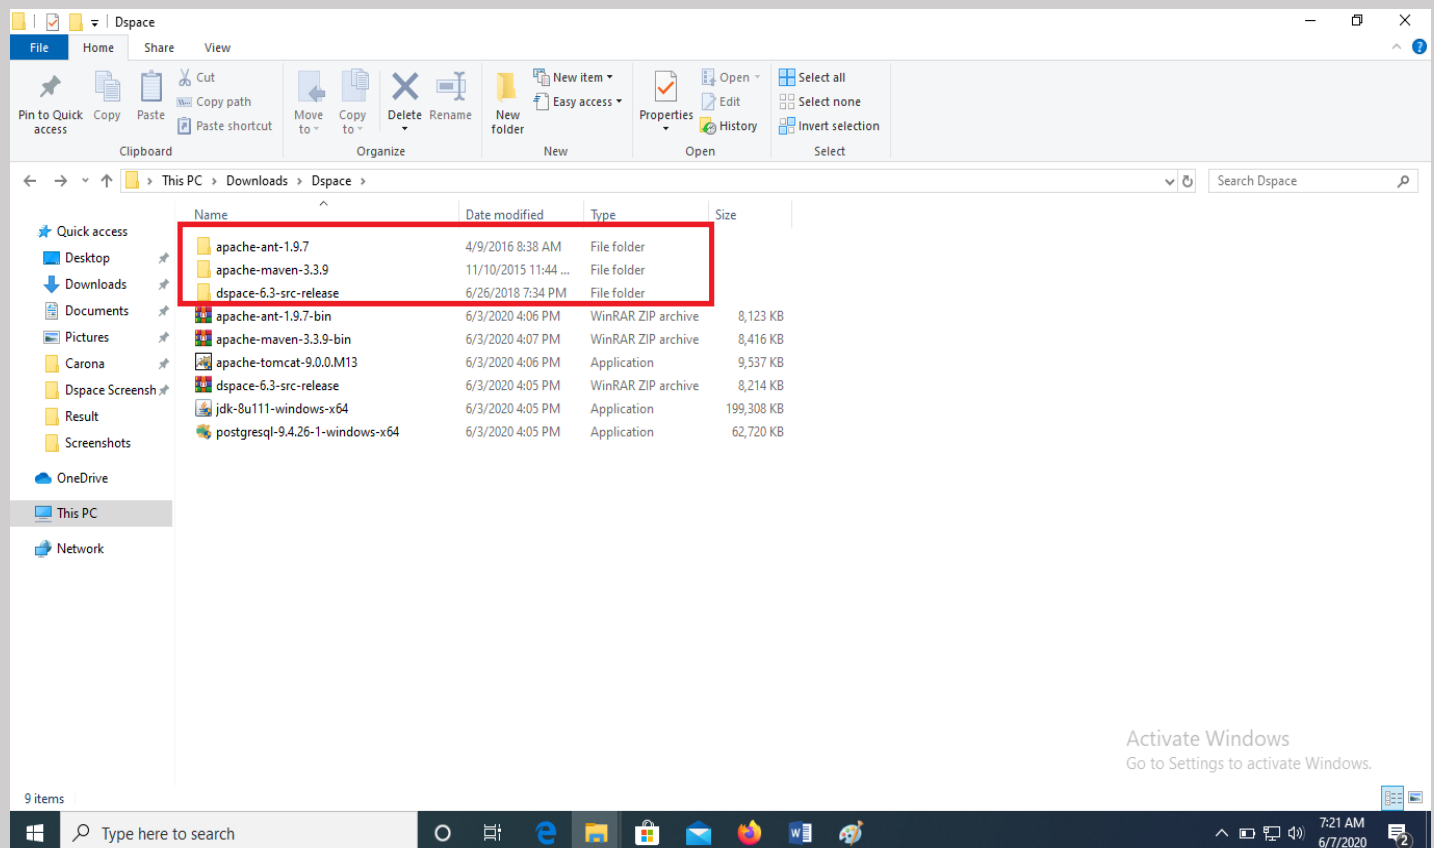 Dspace
File Home Share View
Pin to Quick access
Copy
Paste
Cut
Copy path
Paste shortcut
Move to
Copy to
Delete
Rename
New folder
New item
Easy access
Properties
Open
Edit
History
Select all
Select none
Invert selection
Clipboard Organize New Open Select
This PC > Downloads > Dspace >
Search Dspace
Name Date modified Type Size
Quick access
Desktop
Downloads
Documents
Pictures
Carona
Dspace Screensh
Result
Screenshots
OneDrive
This PC
Network
apache-ant-1.9.7 4/9/2016 8:38 AM File folder
apache-maven-3.3.9 11/10/2015 11:44 ... File folder
dspace-6.3-src-release 6/26/2018 7:34 PM File folder
apache-ant-1.9.7-bin 6/3/2020 4:06 PM WinRAR ZIP archive 8,123 KB
apache-maven-3.3.9-bin 6/3/2020 4:07 PM WinRAR ZIP archive 8,416 KB
apache-tomcat-9.0.0.M13 6/3/2020 4:06 PM Application 9,537 KB
dspace-6.3-src-release 6/3/2020 4:05 PM WinRAR ZIP archive 8,214 KB
jdk-8u111-windows-x64 6/3/2020 4:05 PM Application 199,308 KB
postgresql-9.4.26-1-windows-x64 6/3/2020 4:05 PM Application 62,720 KB
Activate Windows
Go to Settings to activate Windows.
9 items
Type here to search
7:21 AM
6/7/2020
2